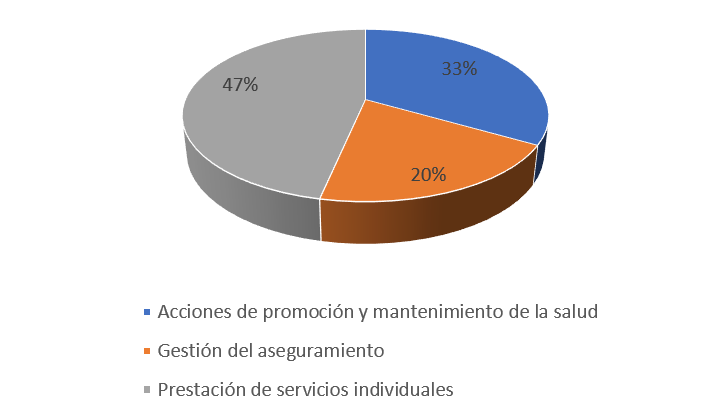 33%
47%
20%
Acciones de promoción y mantenimiento de la salud
Gestión del aseguramiento
Prestación de servicios individuales